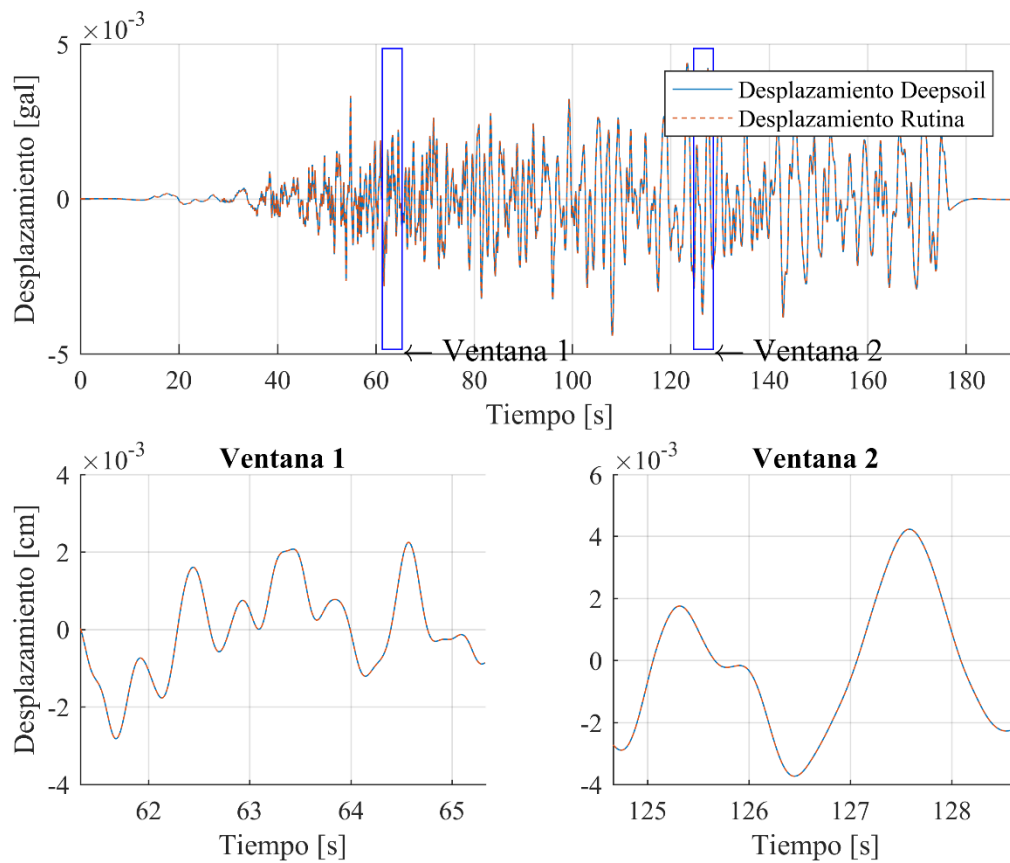 ×10⁻³
5
0
-5
Desplazamiento [gal]
Desplazamiento Deepsoil
Desplazamiento Rutina
← Ventana 1
← Ventana 2
0 20 40 60 80 100 120 140 160 180
Tiempo [s]
×10⁻³
Ventana 1
4
2
0
-2
-4
Desplazamiento [cm]
62 63 64 65
Tiempo [s]
×10⁻³
Ventana 2
6
4
2
0
-2
-4
125 126 127 128
Tiempo [s]